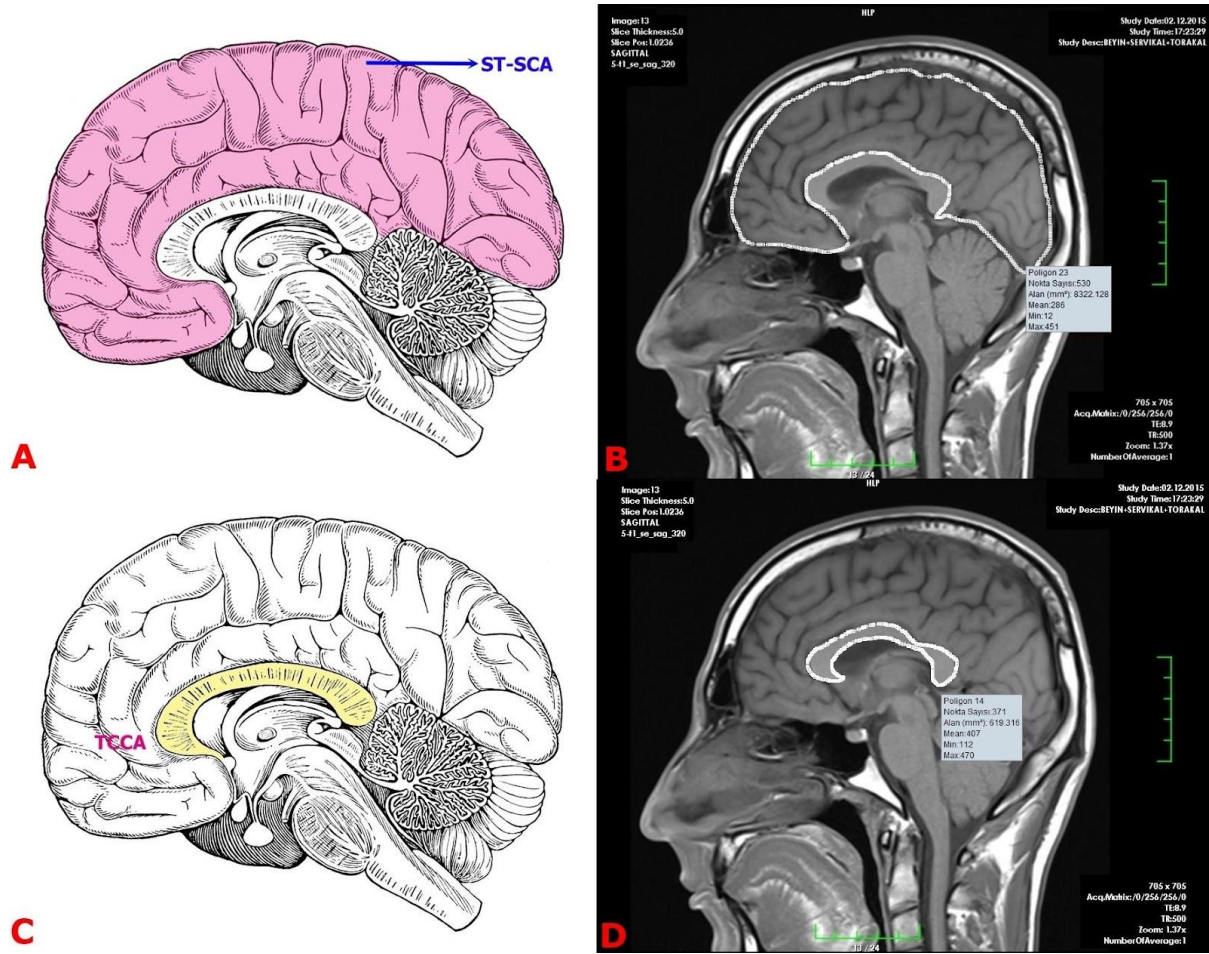 ST-SCA
A
HLP
Image:13
Slice Thickness:5.0
Slice Pos:1.0236
SAGITTAL
5-t1_se_sag_320
Study Date:02.12.2015
Study Time:17:23:29
Study Desc:BEYIN+SERVIKAL+TORAKAL
Poligon 23
Nokta Sayısı:530
Alan (mm²): 8322.128
Mean:286
Min:12
Max:451
705 x 705
Acq.Matrix:/0/256/256/0
TE:8.9
TR:500
Zoom: 1.37x
NumberOfAverage:1
13 / 24
B
TCCA
C
HLP
Image:13
Slice Thickness:5.0
Slice Pos:1.0236
SAGITTAL
5-t1_se_sag_320
Study Date:02.12.2015
Study Time:17:23:29
Study Desc:BEYIN+SERVIKAL+TORAKAL
Poligon 14
Nokta Sayısı:371
Alan (mm²): 619.316
Mean:407
Min:112
Max:470
705 x 705
Acq.Matrix:/0/256/256/0
TE:8.9
TR:500
Zoom: 1.37x
NumberOfAverage:1
13 / 24
D